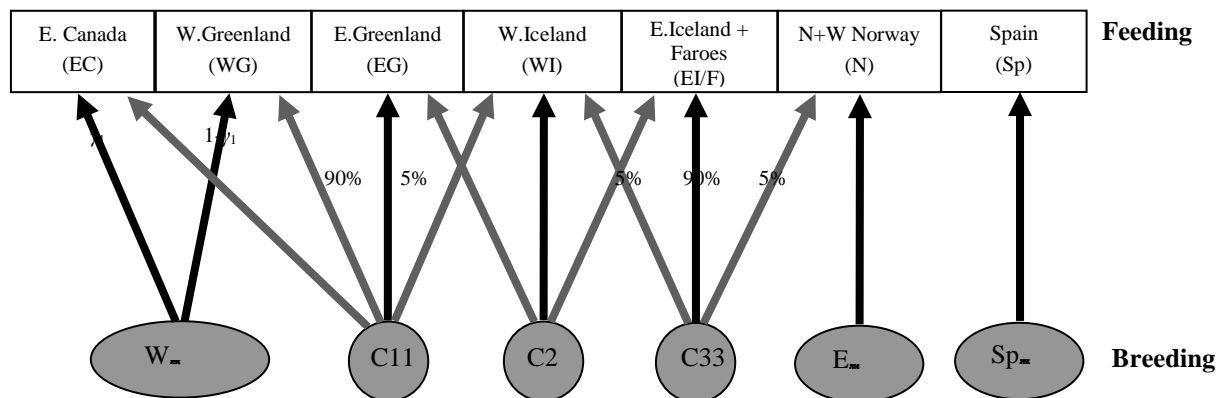 E. Canada
(EC)
W.Greenland
(WG)
E.Greenland
(EG)
W.Iceland
(WI)
E.Iceland +
Faroes
(EI/F)
N+W Norway
(N)
Spain
(Sp)
Feeding
90%
5%
5%
90%
5%
W
C11
C2
C33
E
Sp
Breeding